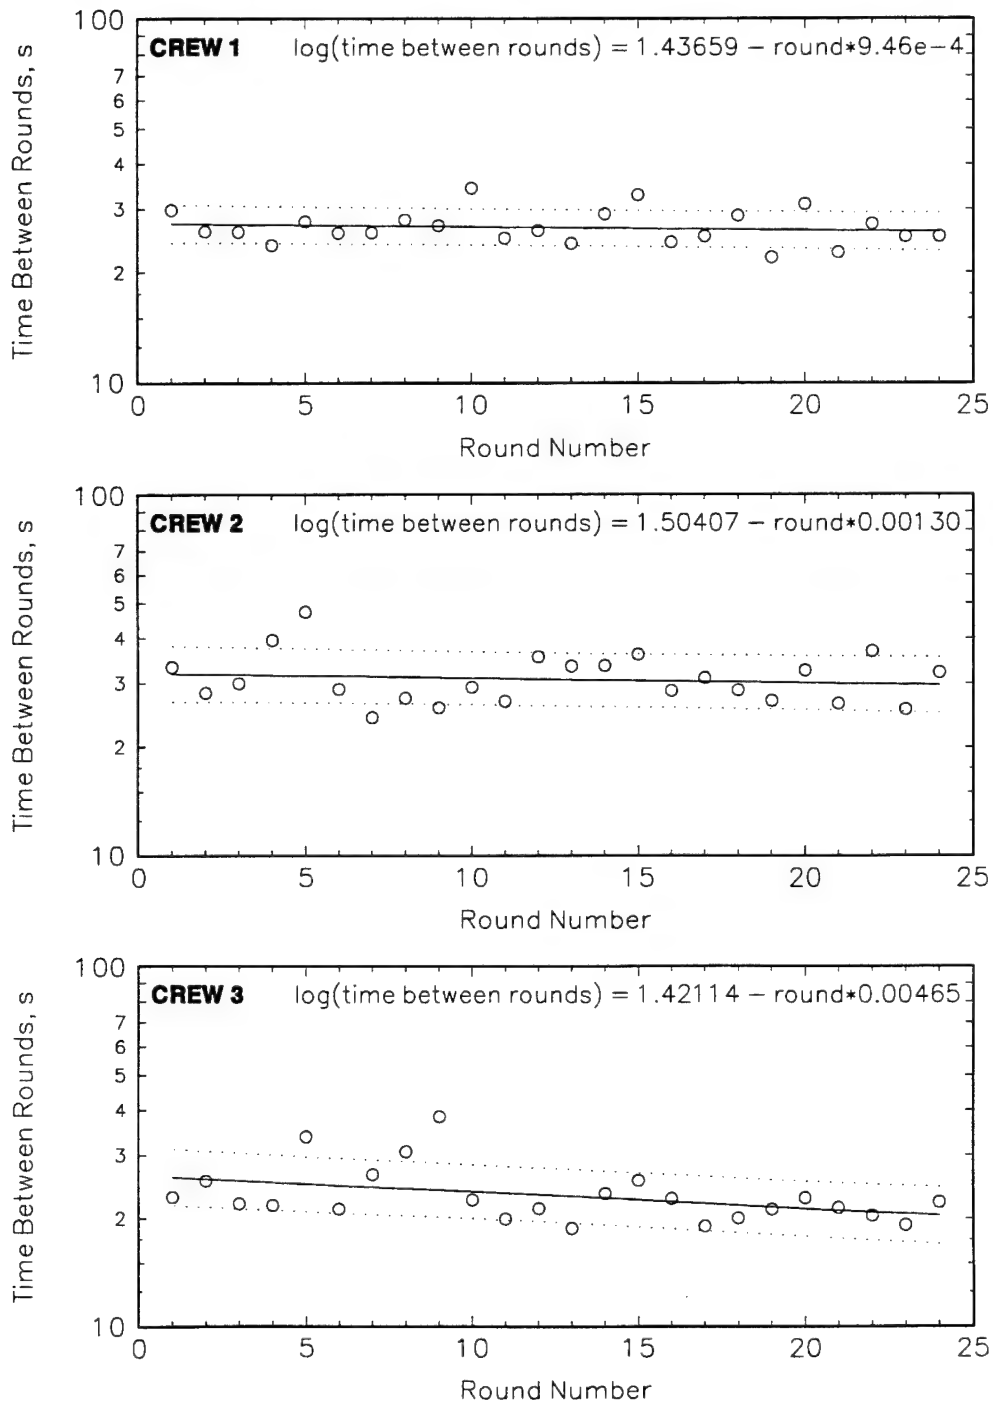 CREW 1 log(time between rounds) = 1.43659 – round*9.46e–4
Time Between Rounds, s
100
7
6
5
4
3
2
10
0 5 10 15 20 25
Round Number
CREW 2 log(time between rounds) = 1.50407 – round*0.00130
Time Between Rounds, s
100
7
6
5
4
3
2
10
0 5 10 15 20 25
Round Number
CREW 3 log(time between rounds) = 1.42114 – round*0.00465
Time Between Rounds, s
100
7
6
5
4
3
2
10
0 5 10 15 20 25
Round Number